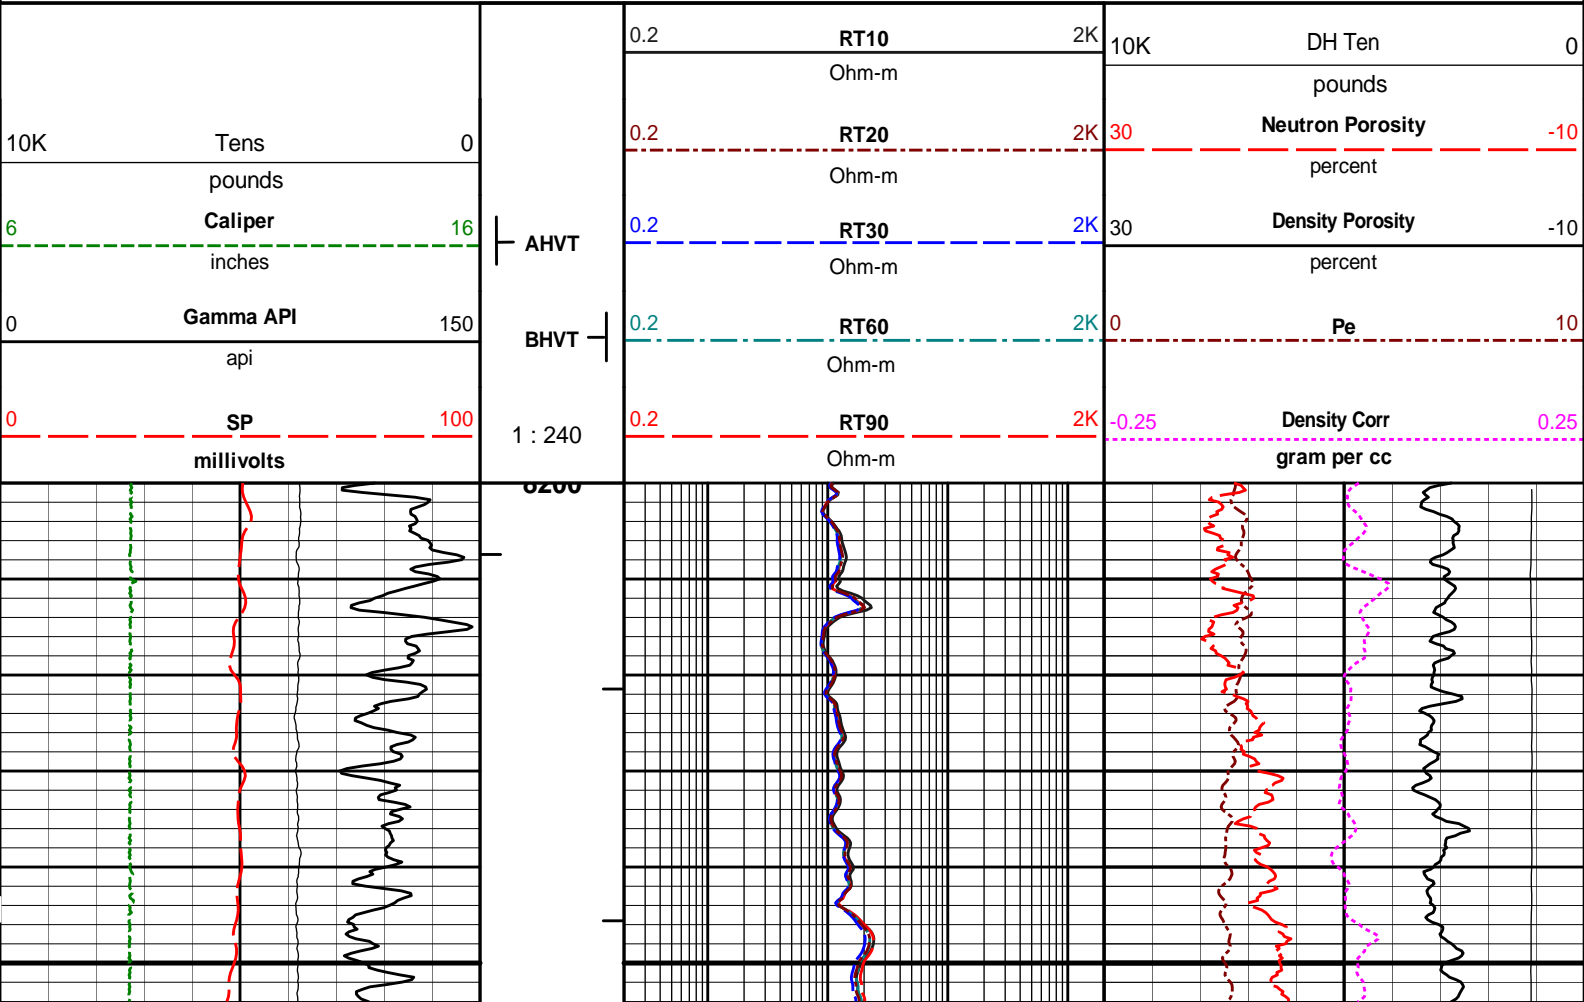 10K Tens 0
pounds
6 Caliper 16
inches
0 Gamma API 150
api
0 SP 100
millivolts
AHVT
BHVT
1 : 240
8200
0.2 RT10 2K
Ohm-m
0.2 RT20 2K
Ohm-m
0.2 RT30 2K
Ohm-m
0.2 RT60 2K
Ohm-m
0.2 RT90 2K
Ohm-m
10K DH Ten 0
pounds
30 Neutron Porosity -10
percent
30 Density Porosity -10
percent
0 Pe 10
-0.25 Density Corr 0.25
gram per cc